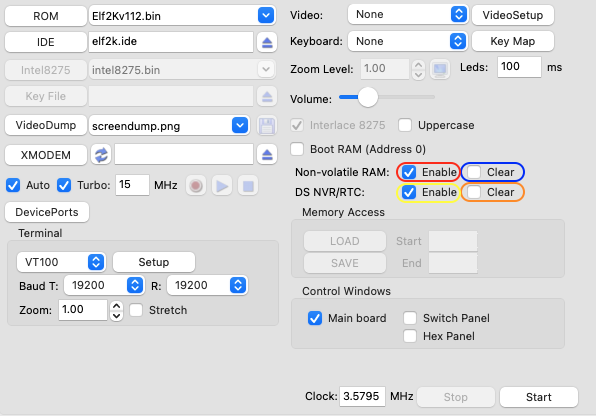 ROM Elf2Kv112.bin
IDE elf2k.ide
Intel8275 intel8275.bin
Key File
VideoDump screendump.png
XMODEM
Auto Turbo: 15 MHz
DevicePorts
Terminal
VT100 Setup
Baud T: 19200 R: 19200
Zoom: 1.00 Stretch
Video: None VideoSetup
Keyboard: None Key Map
Zoom Level: 1.00 Leds: 100 ms
Volume:
Interlace 8275 Uppercase
Boot RAM (Address 0)
Non-volatile RAM: Enable Clear
DS NVR/RTC: Enable Clear
Memory Access
LOAD Start
SAVE End
Control Windows
Main board Switch Panel
Hex Panel
Clock: 3.5795 MHz Stop Start